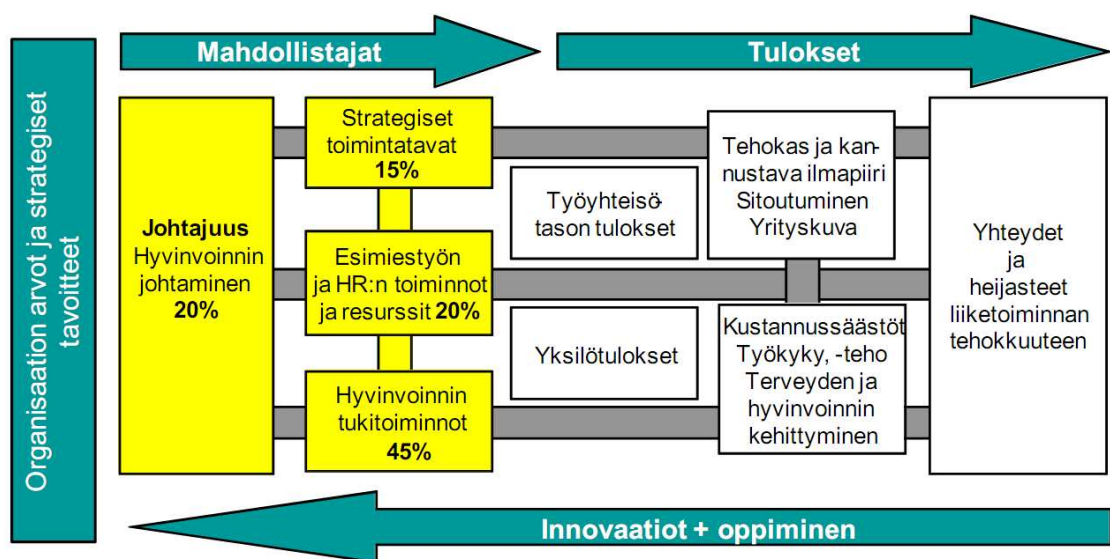 Organisaation arvot ja strategiset
tavoitteet
Mahdollistajat
Tulokset
Johtajuus
Hyvinvoinnin
johtaminen
20%
Strategiset
toimintatavat
15%
Esimiestyön
ja HR:n toiminnot
ja resurssit 20%
Hyvinvoinnin
tukitoiminnot
45%
Työyhteisö-
tason tulokset
Yksilötulokset
Tehokas ja kan-
nustava ilmapiiri
Sitoutuminen
Yrityskuva
Kustannussäästöt
Työkyky, -teho
Terveyden ja
hyvinvoinnin
kehittyminen
Yhteydet
ja
heijasteet
liiketoiminnan
tehokkuuteen
Innovaatiot + oppiminen